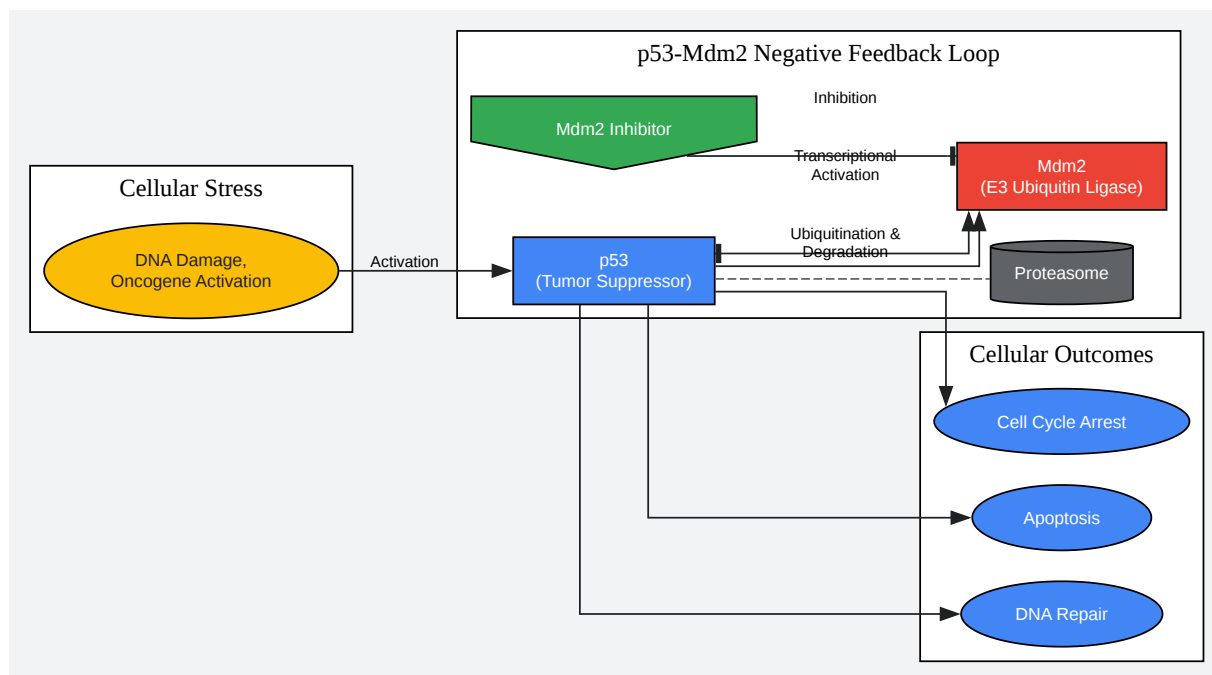 p53-Mdm2 Negative Feedback Loop
Inhibition
Mdm2 Inhibitor
Transcriptional
Activation
Mdm2
(E3 Ubiquitin Ligase)
Cellular Stress
DNA Damage,
Oncogene Activation
Activation
p53
(Tumor Suppressor)
Ubiquitination &
Degradation
Proteasome
Cellular Outcomes
Cell Cycle Arrest
Apoptosis
DNA Repair